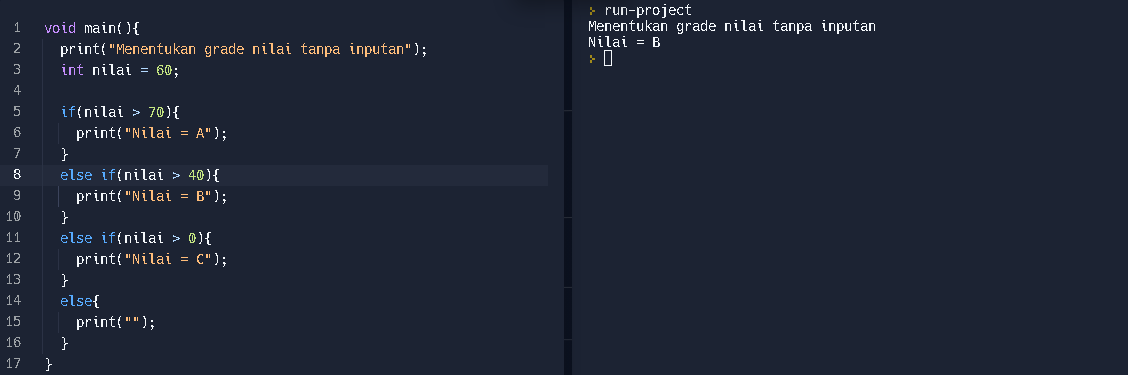 1 void main(){
2 print("Menentukan grade nilai tanpa inputan");
3 int nilai = 60;
4
5 if(nilai > 70){
6 print("Nilai = A");
7 }
8 else if(nilai > 40){
9 print("Nilai = B");
10 }
11 else if(nilai > 0){
12 print("Nilai = C");
13 }
14 else{
15 print("");
16 }
17 }
> run-project
Menentukan grade nilai tanpa inputan
Nilai = B
>